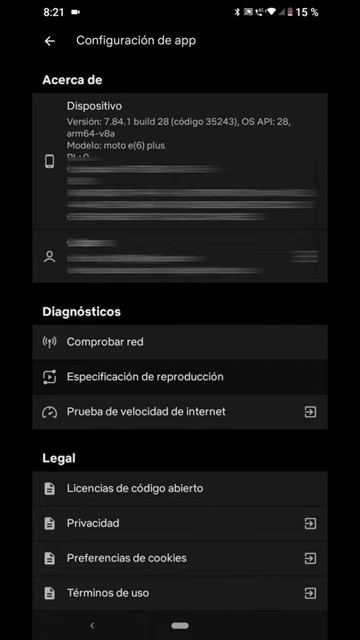 8:21
15 %
Configuración de app
Acerca de
Dispositivo
Versión: 7.84.1 build 28 (código 35243), OS API: 28,
arm64-v8a
Modelo: moto e(6) plus
Diagnósticos
Comprobar red
Especificación de reproducción
Prueba de velocidad de internet
Legal
Licencias de código abierto
Privacidad
Preferencias de cookies
Términos de uso